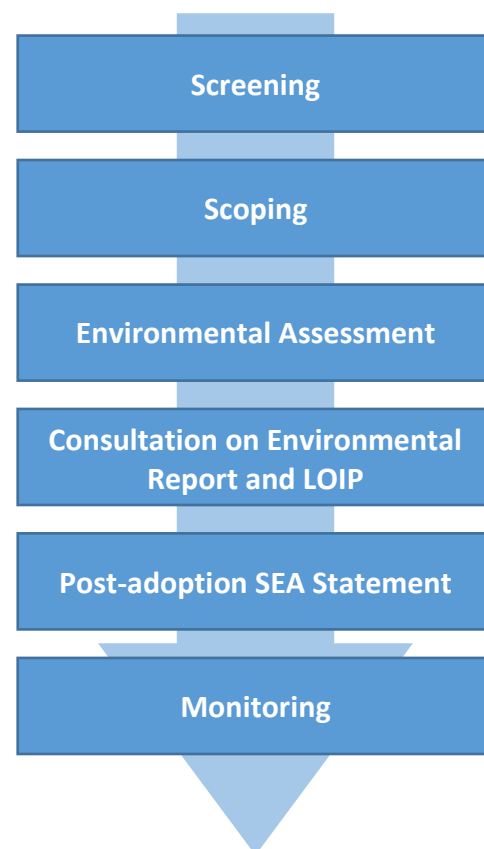 Screening
Scoping
Environmental Assessment
Consultation on Environmental
Report and LOIP
Post-adoption SEA Statement
Monitoring